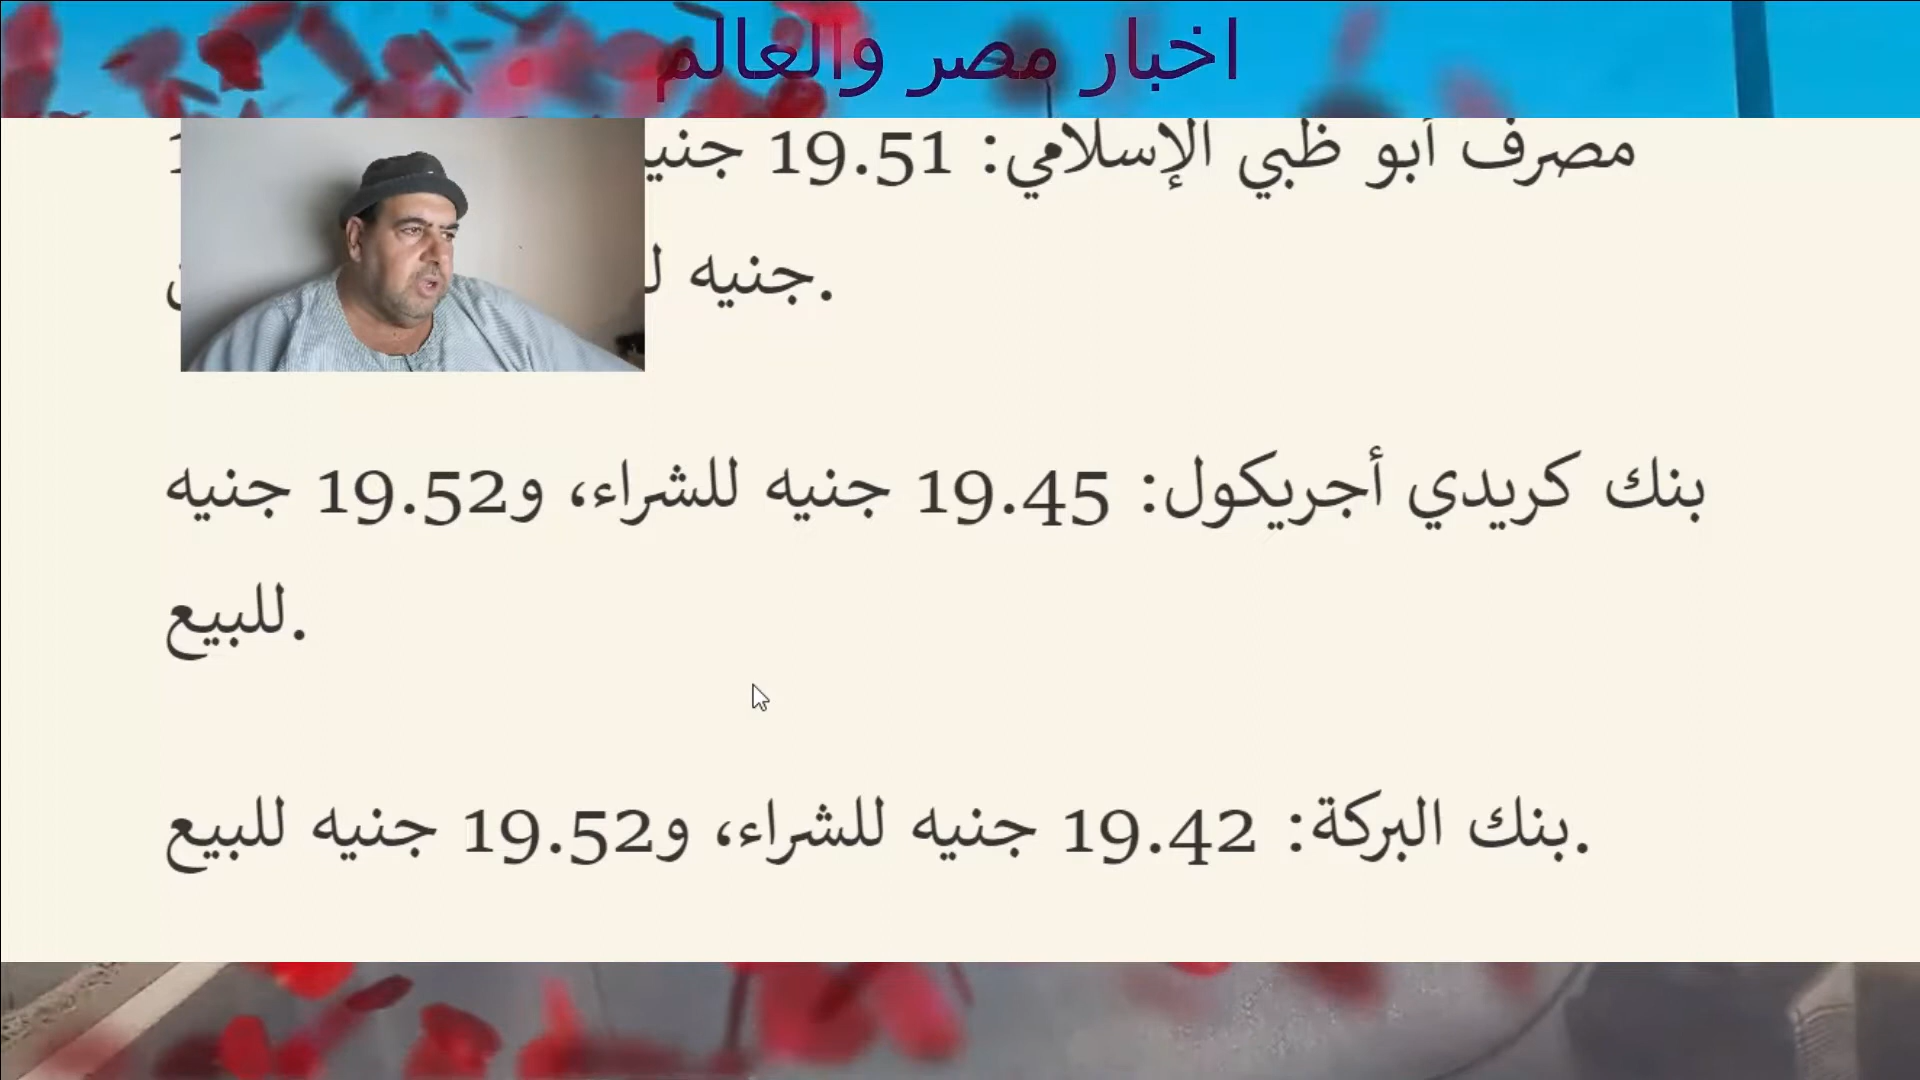 اخبار مصر والعالم
مصرف أبو ظبي الإسلامي: 19.51
جنيه.
بنك كريدي أجريكول: 19.45 جنيه للشراء، و19.52 جنيه
للبيع.
بنك البركة: 19.42 جنيه للشراء، و19.52 جنيه للبيع.